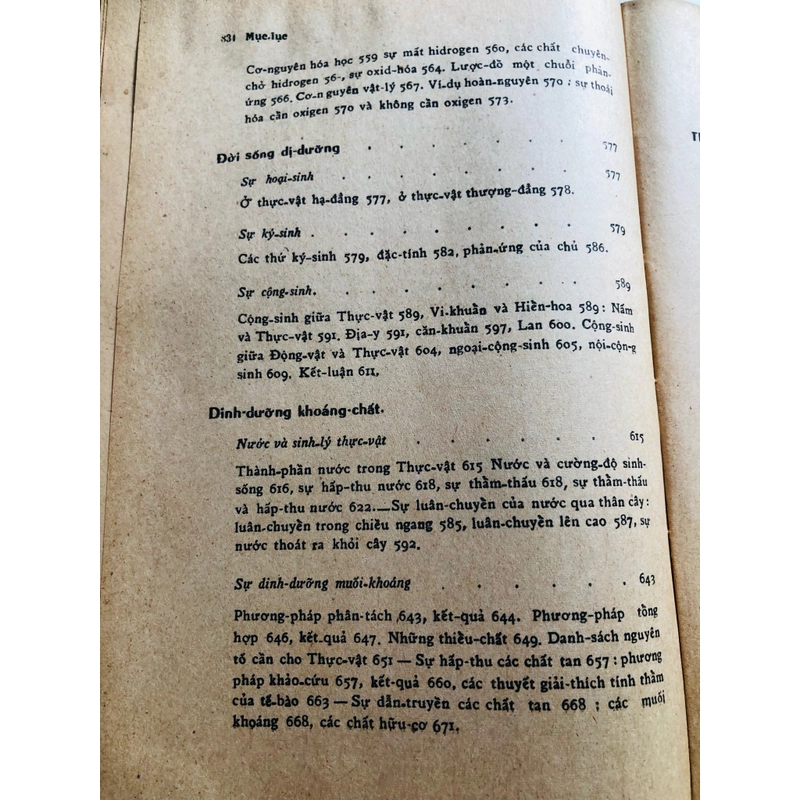 831 Mục-lục
Cơ-nguyên hóa học 559 sự mất hidrogen 560, các chất chuyên-
chở hidrogen 56-, sự oxid-hóa 564. Lược-đồ một chuỗi phản-
ứng 566. Cơ-nguyên vật-lý 567. Ví-dụ hoàn-nguyên 570 ; sự thoái
hóa cần oxigen 570 và không cần oxigen 573.
Đời sống dị-dưỡng . . . . . . . . 577
Sự hoại-sinh . . . . . . . . . 577
Ở thực-vật hạ-đẳng 577, ở thực-vật thượng-đẳng 578.
Sự ký-sinh . . . . . . . . . 579
Các thứ ký-sinh 579, đặc-tính 582, phản-ứng của chủ 586.
Sự cộng-sinh. . . . . . . . . 589
Cộng-sinh giữa Thực-vật 589, Vi-khuẩn và Hiển-hoa 589: Nấm
và Thực-vật 591. Địa-y 591, căn-khuẩn 597, Lan 600. Cộng-sinh
giữa Động-vật và Thực-vật 604, ngoại-cộng-sinh 605, nội-cộng
sinh 609. Kết-luận 611,
Dinh-dưỡng khoáng-chất.
Nước và sinh-lý thực-vật . . . . . . 615
Thành-phần nước trong Thực-vật 615 Nước và cường-độ sinh-
sống 616, sự hấp-thu nước 618, sự thẩm-thấu 618, sự thẩm-thấu
và hấp-thu nước 622.—Sự luân-chuyển của nước qua thân cây :
luân-chuyển trong chiều ngang 585, luân-chuyển lên cao 587, sự
nước thoát ra khỏi cây 592.
Sự dinh-dưỡng muối-khoáng . . . . . . 643
Phương-pháp phân-tách 643, kết-quả 644. Phương-pháp tổng
hợp 646, kết-quả 647. Những thiếu-chất 649. Danh-sách nguyên
tố cần cho Thực-vật 651 — Sự hấp-thu các chất tan 657 : phương
pháp khảo-cứu 657, kết-quả 660, các thuyết giải-thích tính thấm
của tế-bào 663 — Sự dẫn-truyền các chất tan 668 ; các muối
khoáng 668, các chất hữu-cơ 671.